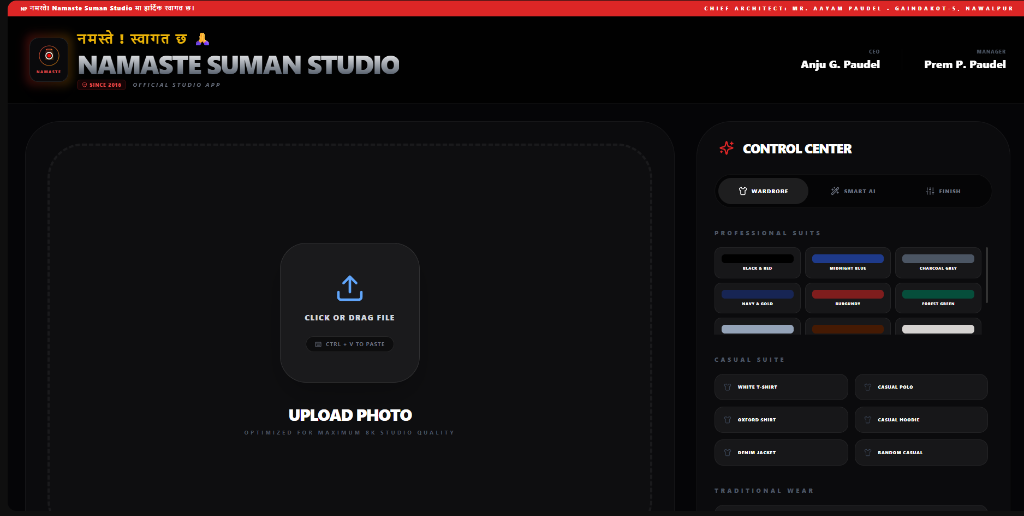 NP नमस्ते! Namaste Suman Studio मा हार्दिक स्वागत छ।
CHIEF ARCHITECT: MR. AAYAM PAUDEL - GAINDAKOT-5, NAWALPUR
NAMASTE
नमस्ते ! स्वागत छ
NAMASTE SUMAN STUDIO
SINCE 2016
OFFICIAL STUDIO APP
CEO
Anju G. Paudel
MANAGER
Prem P. Paudel
CLICK OR DRAG FILE
CTRL + V TO PASTE
UPLOAD PHOTO
OPTIMIZED FOR MAXIMUM 8K STUDIO QUALITY
CONTROL CENTER
WARDROBE
SMART AI
FINISH
PROFESSIONAL SUITS
BLACK & RED
MIDNIGHT BLUE
CHARCOAL GREY
NAVY & GOLD
BURGUNDY
FOREST GREEN
CASUAL SUITE
WHITE T-SHIRT
CASUAL POLO
OXFORD SHIRT
CASUAL HOODIE
DENIM JACKET
RANDOM CASUAL
TRADITIONAL WEAR